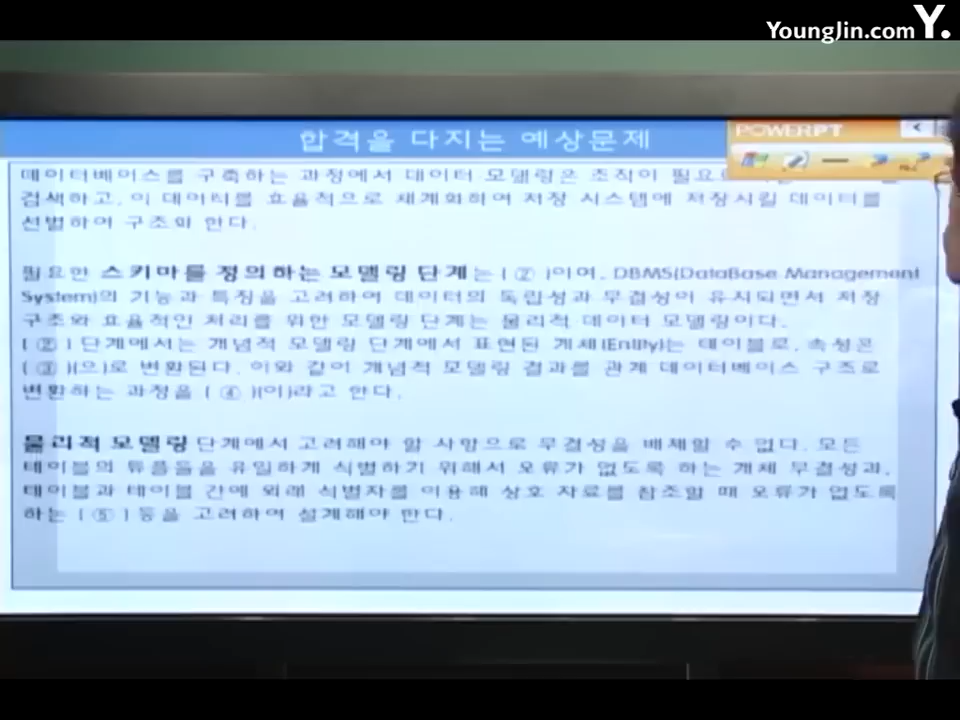 YoungJin.com Y.
합격을 다지는 예상문제
POWERPT
데이터베이스를 구축하는 과정에서 데이터 모델링은 조직이 필요
검색하고, 이 데이터를 효율적으로 체계화하여 저장 시스템에 저장시킬 데이터를
선별하여 구조화 한다.
필요한 스키마를 정의하는 모델링 단계는 ( ② )이며, DBMS(DataBase Management
System)의 기능과 특징을 고려하여 데이터의 독립성과 무결성이 유지되면서 저장
구조와 효율적인 처리를 위한 모델링 단계는 물리적 데이터 모델링이다.
( ② ) 단계에서는 개념적 모델링 단계에서 표현된 개체(Entity)는 테이블로, 속성은
( ③ )(으)로 변환된다. 이와 같이 개념적 모델링 결과를 관계 데이터베이스 구조로
변환하는 과정을 ( ④ )(이)라고 한다.
물리적 모델링 단계에서 고려해야 할 사항으로 무결성을 배제할 수 없다. 모든
테이블의 튜플들을 유일하게 식별하기 위해서 오류가 없도록 하는 개체 무결성과,
테이블과 테이블 간에 외래 식별자를 이용해 상호 자료를 참조할 때 오류가 없도록
하는 ( ⑤ ) 등을 고려하여 설계해야 한다.